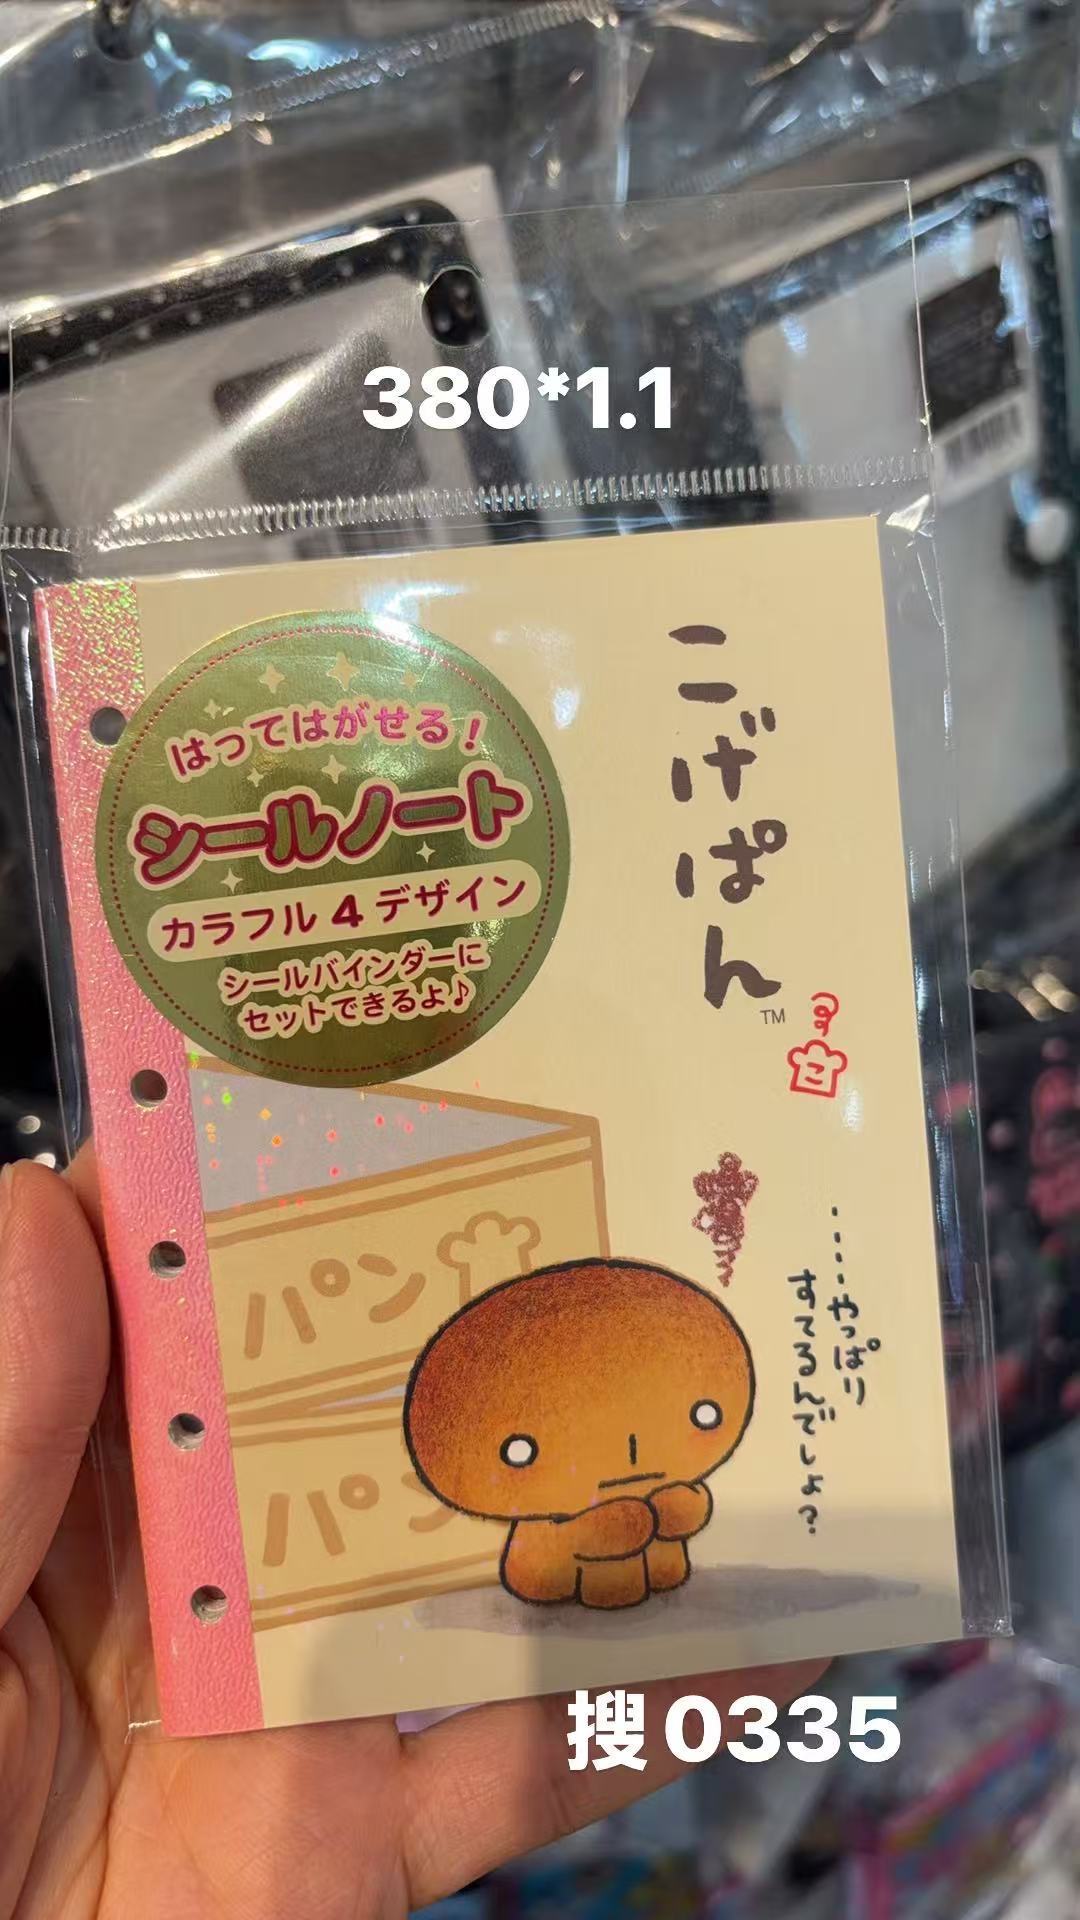 380*1.1
はってはがせる!
シールノート
カラフル4デザイン
シールバインダーに
セットできるよ♪
こげぱん
TM
こ
パン
パン
....やっぱり
すてるんでしょ?
搜0335